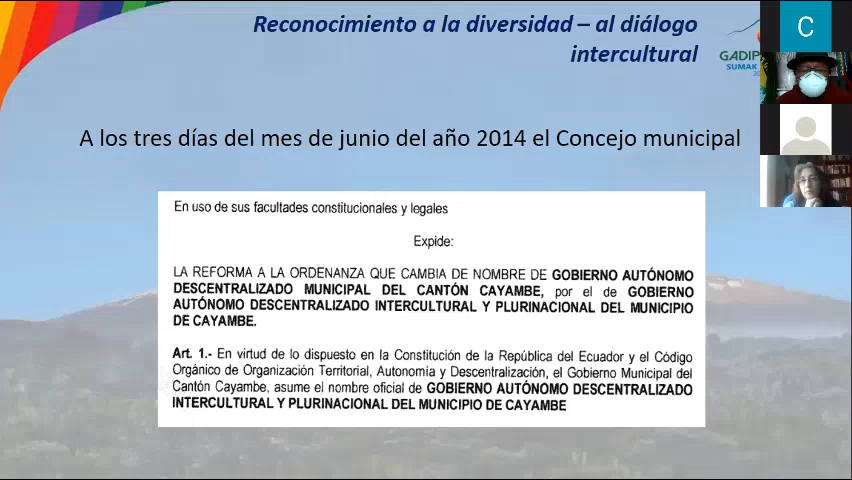 Reconocimiento a la diversidad – al diálogo
intercultural
GADIP
SUMAK
C
A los tres días del mes de junio del año 2014 el Concejo municipal
En uso de sus facultades constitucionales y legales
Expide:
LA REFORMA A LA ORDENANZA QUE CAMBIA DE NOMBRE DE GOBIERNO AUTÓNOMO
DESCENTRALIZADO MUNICIPAL DEL CANTÓN CAYAMBE, por el de GOBIERNO
AUTÓNOMO DESCENTRALIZADO INTERCULTURAL Y PLURINACIONAL DEL MUNICIPIO
DE CAYAMBE.
Art. 1.- En virtud de lo dispuesto en la Constitución de la República del Ecuador y el Código
Orgánico de Organización Territorial, Autonomía y Descentralización, el Gobierno Municipal del
Cantón Cayambe, asume el nombre oficial de GOBIERNO AUTÓNOMO DESCENTRALIZADO
INTERCULTURAL Y PLURINACIONAL DEL MUNICIPIO DE CAYAMBE